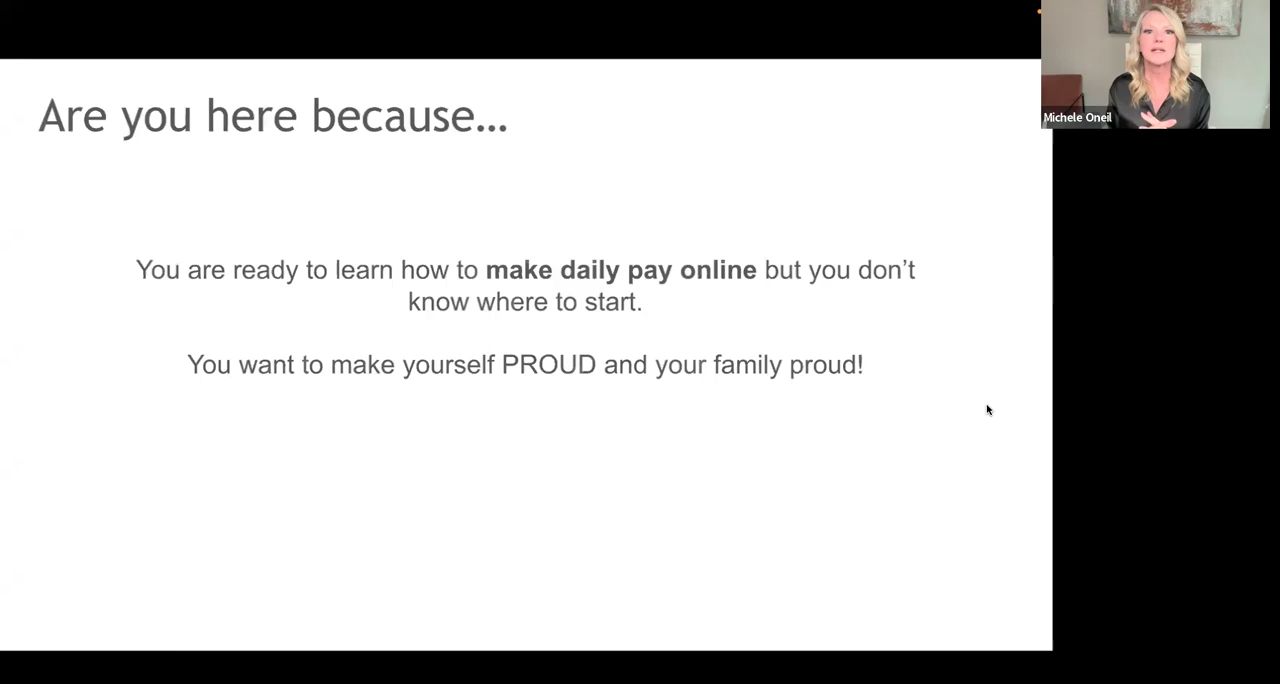 Are you here because...
Michele Oneil
You are ready to learn how to make daily pay online but you don’t
know where to start.
You want to make yourself PROUD and your family proud!